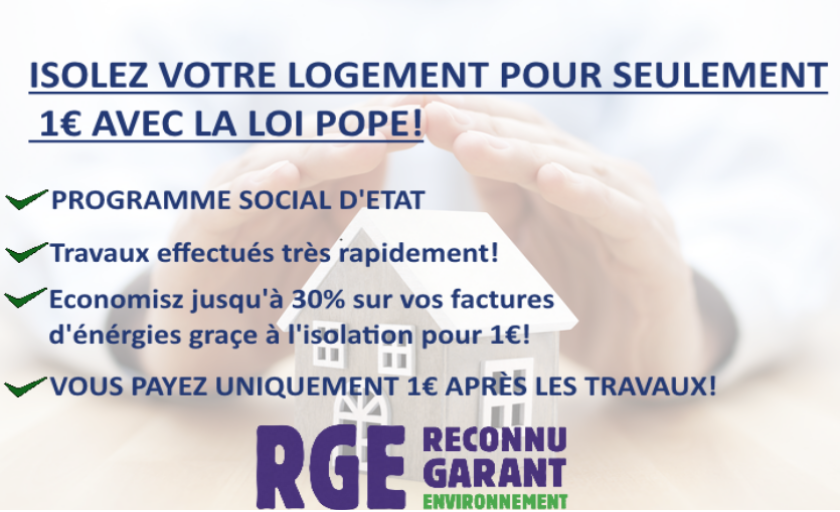 ISOLEZ VOTRE LOGEMENT POUR SEULEMENT
1€ AVEC LA LOI POPE!
PROGRAMME SOCIAL D'ETAT
Travaux effectués très rapidement!
Economisz jusqu'à 30% sur vos factures
d'énérgies graçe à l'isolation pour 1€!
VOUS PAYEZ UNIQUEMENT 1€ APRÈS LES TRAVAUX!
RGE RECONNU
GARANT
ENVIRONNEMENT